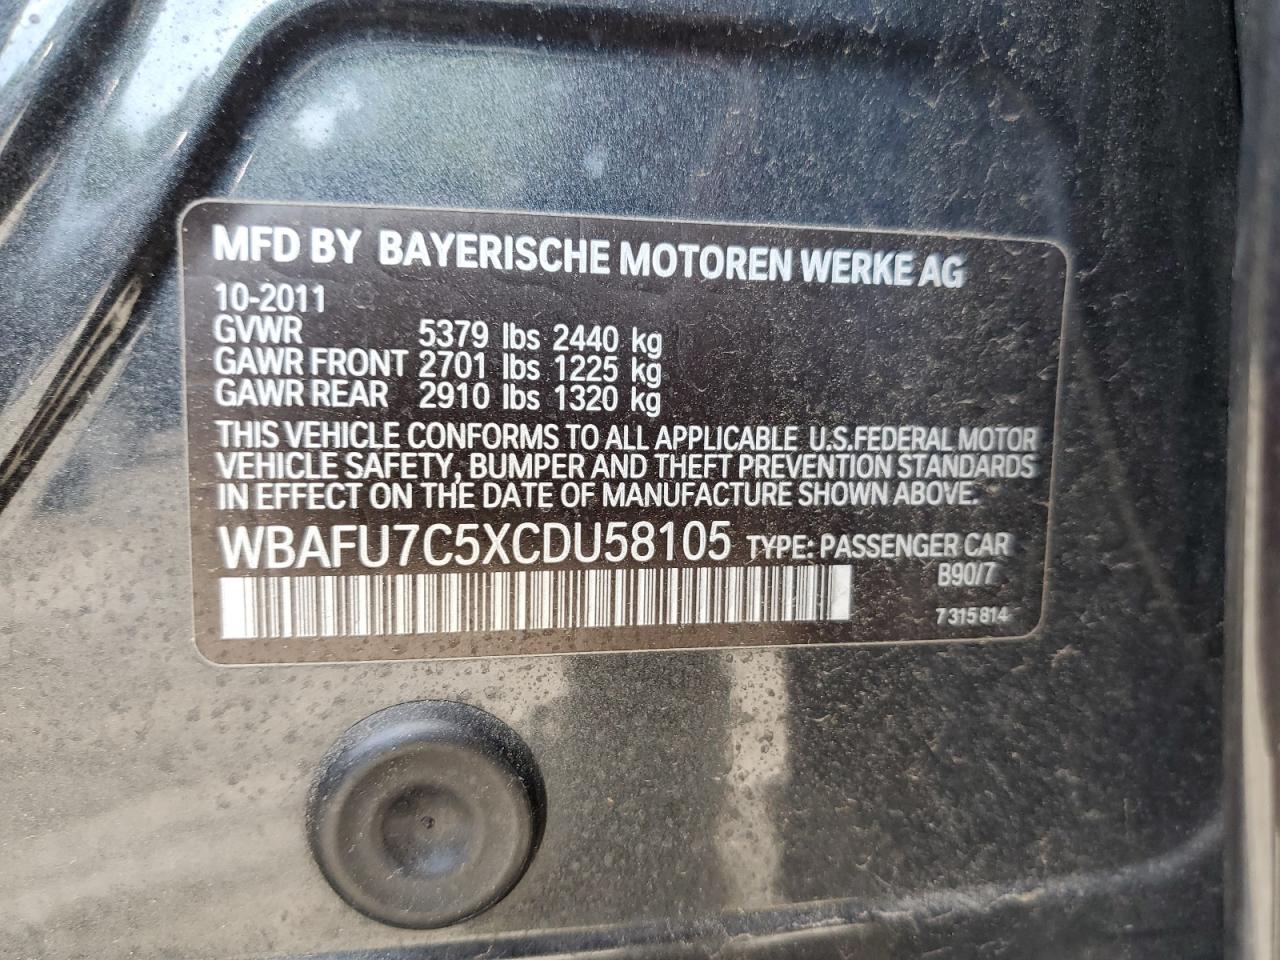 MFD BY BAYERISCHE MOTOREN WERKE AG
10-2011
GVWR 5379 lbs 2440 kg
GAWR FRONT 2701 lbs 1225 kg
GAWR REAR 2910 lbs 1320 kg
THIS VEHICLE CONFORMS TO ALL APPLICABLE U.S.FEDERAL MOTOR
VEHICLE SAFETY, BUMPER AND THEFT PREVENTION STANDARDS
IN EFFECT ON THE DATE OF MANUFACTURE SHOWN ABOVE.
WBAFU7C5XCDU58105 TYPE: PASSENGER CAR
B90/7
7 315 814